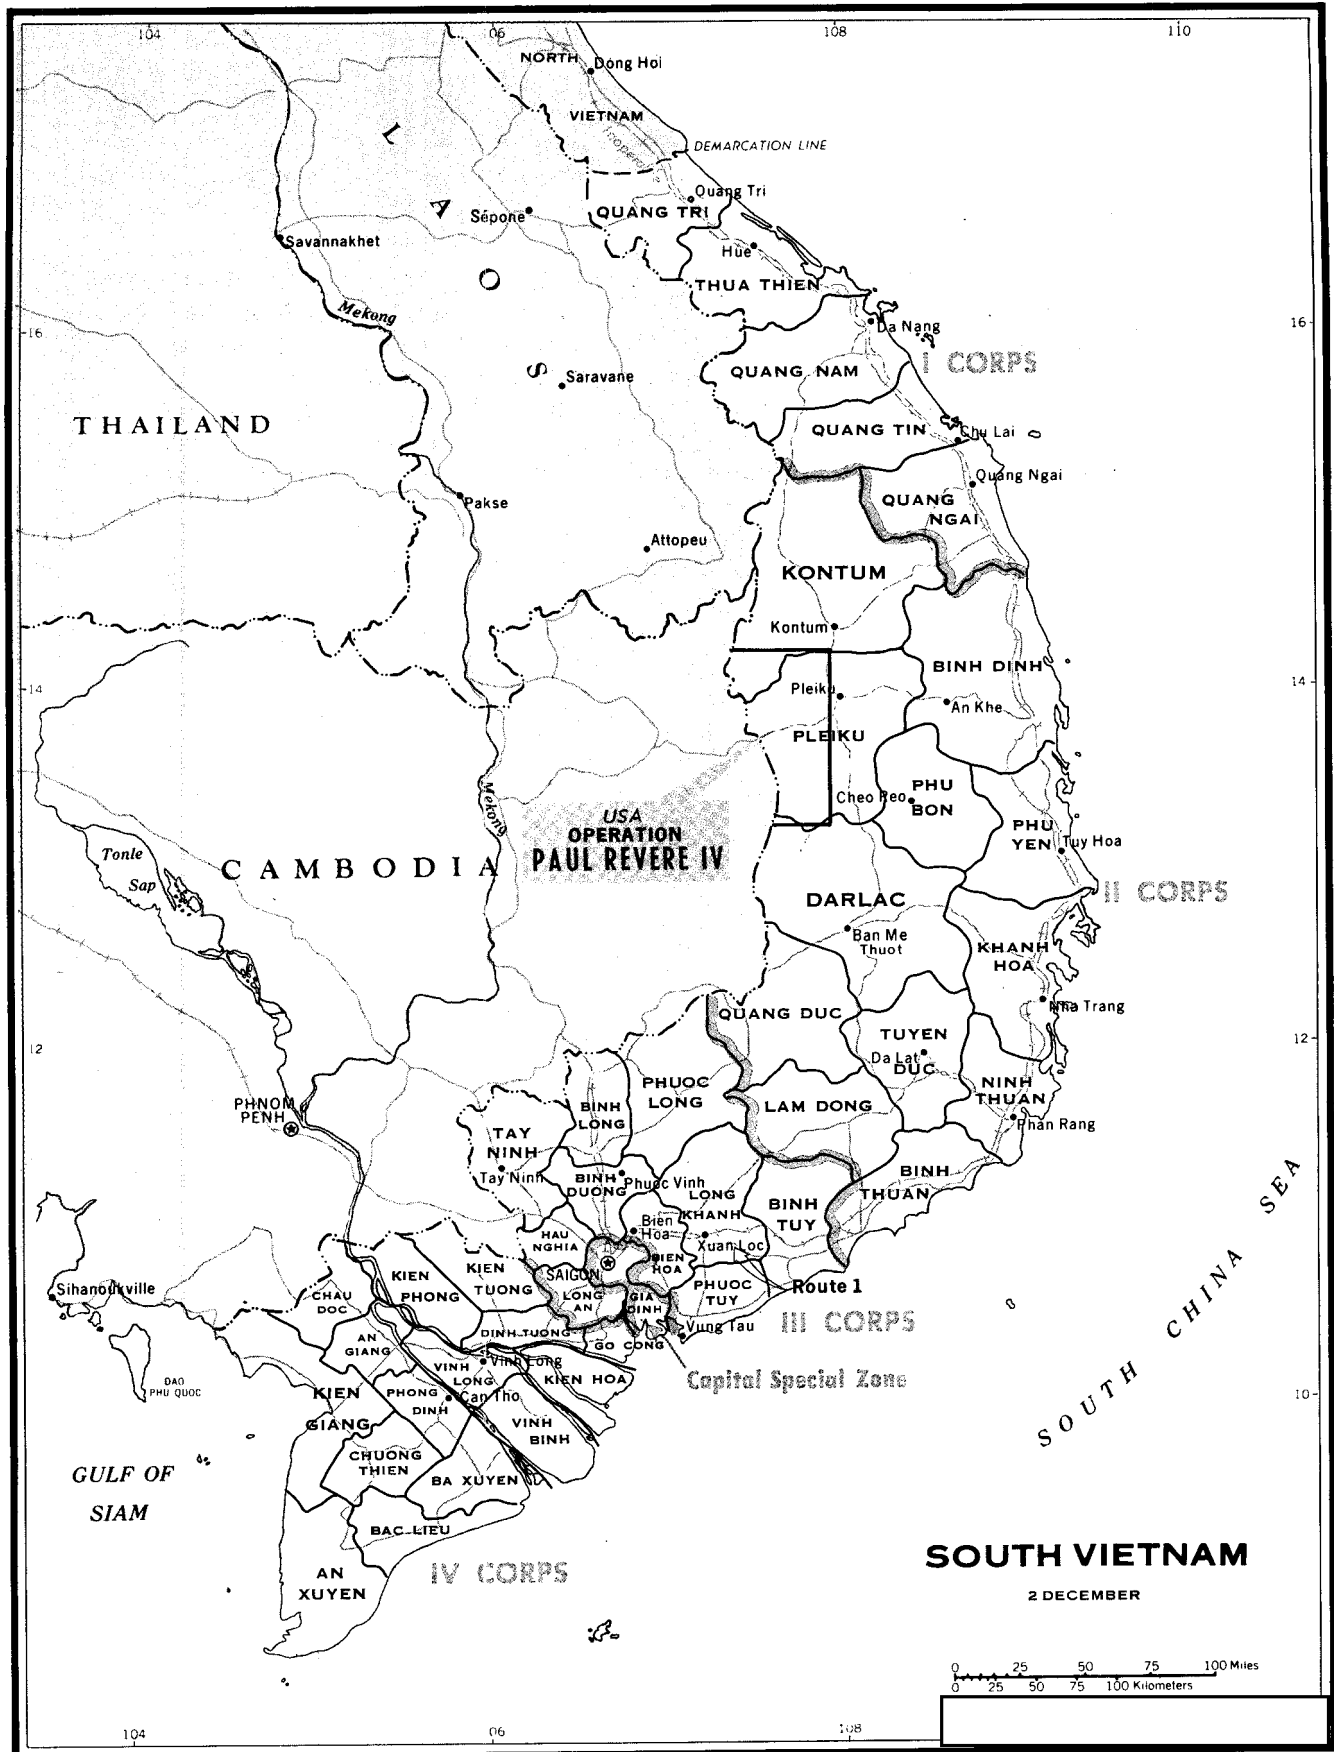 104
06
108
110
NORTH
Dong Hoi
VIETNAM
DEMARCATION LINE
L
A
O
S
Sépone
Quang Tri
QUANG TRI
Savannakhet
Hue
THUA THIEN
Mekong
16
16
Da Nang
I CORPS
QUANG NAM
Saravane
THAILAND
QUANG TIN
Chu Lai
Quang Ngai
Pakse
QUANG
NGAI
Attopeu
KONTUM
Kontum
BINH DINH
14
14
Pleiku
An Khe
PLEIKU
Mekong
Cheo Reo
PHU
BON
USA
OPERATION
PAUL REVERE IV
PHU
YEN
Tuy Hoa
Tonle
Sap
CAMBODIA
DARLAC
II CORPS
Ban Me
Thuot
KHANH
HOA
Nha Trang
QUANG DUC
12
12
TUYEN
DUC
Da Lat
PHUOC
LONG
NINH
THUAN
PHNOM
PENH
BINH
LONG
LAM DONG
Phan Rang
TAY
NINH
Tay Ninh
BINH
DUONG
Phuoc Vinh
LONG
KHANH
BINH
TUY
BINH
THUAN
Bien
Hoa
HAU
NGHIA
Xuan Loc
BIEN
HOA
SAIGON
KIEN
PHONG
KIEN
TUONG
LONG
AN
GIA
DINH
PHUOC
TUY
Route 1
Sihanoukville
CHAU
DOC
Vung Tau
III CORPS
AN
GIANG
DINH TUONG
GO CONG
Capital Special Zone
VINH
LONG
Vinh Long
KIEN HOA
DAO
PHU QUOC
KIEN
GIANG
PHONG
DINH
Can Tho
VINH
BINH
10
CHUONG
THIEN
BA XUYEN
GULF OF
SIAM
BAC LIEU
AN
XUYEN
IV CORPS
SOUTH CHINA SEA
SOUTH VIETNAM
2 DECEMBER
0 25 50 75 100 Miles
0 25 50 75 100 Kilometers
104
06
108